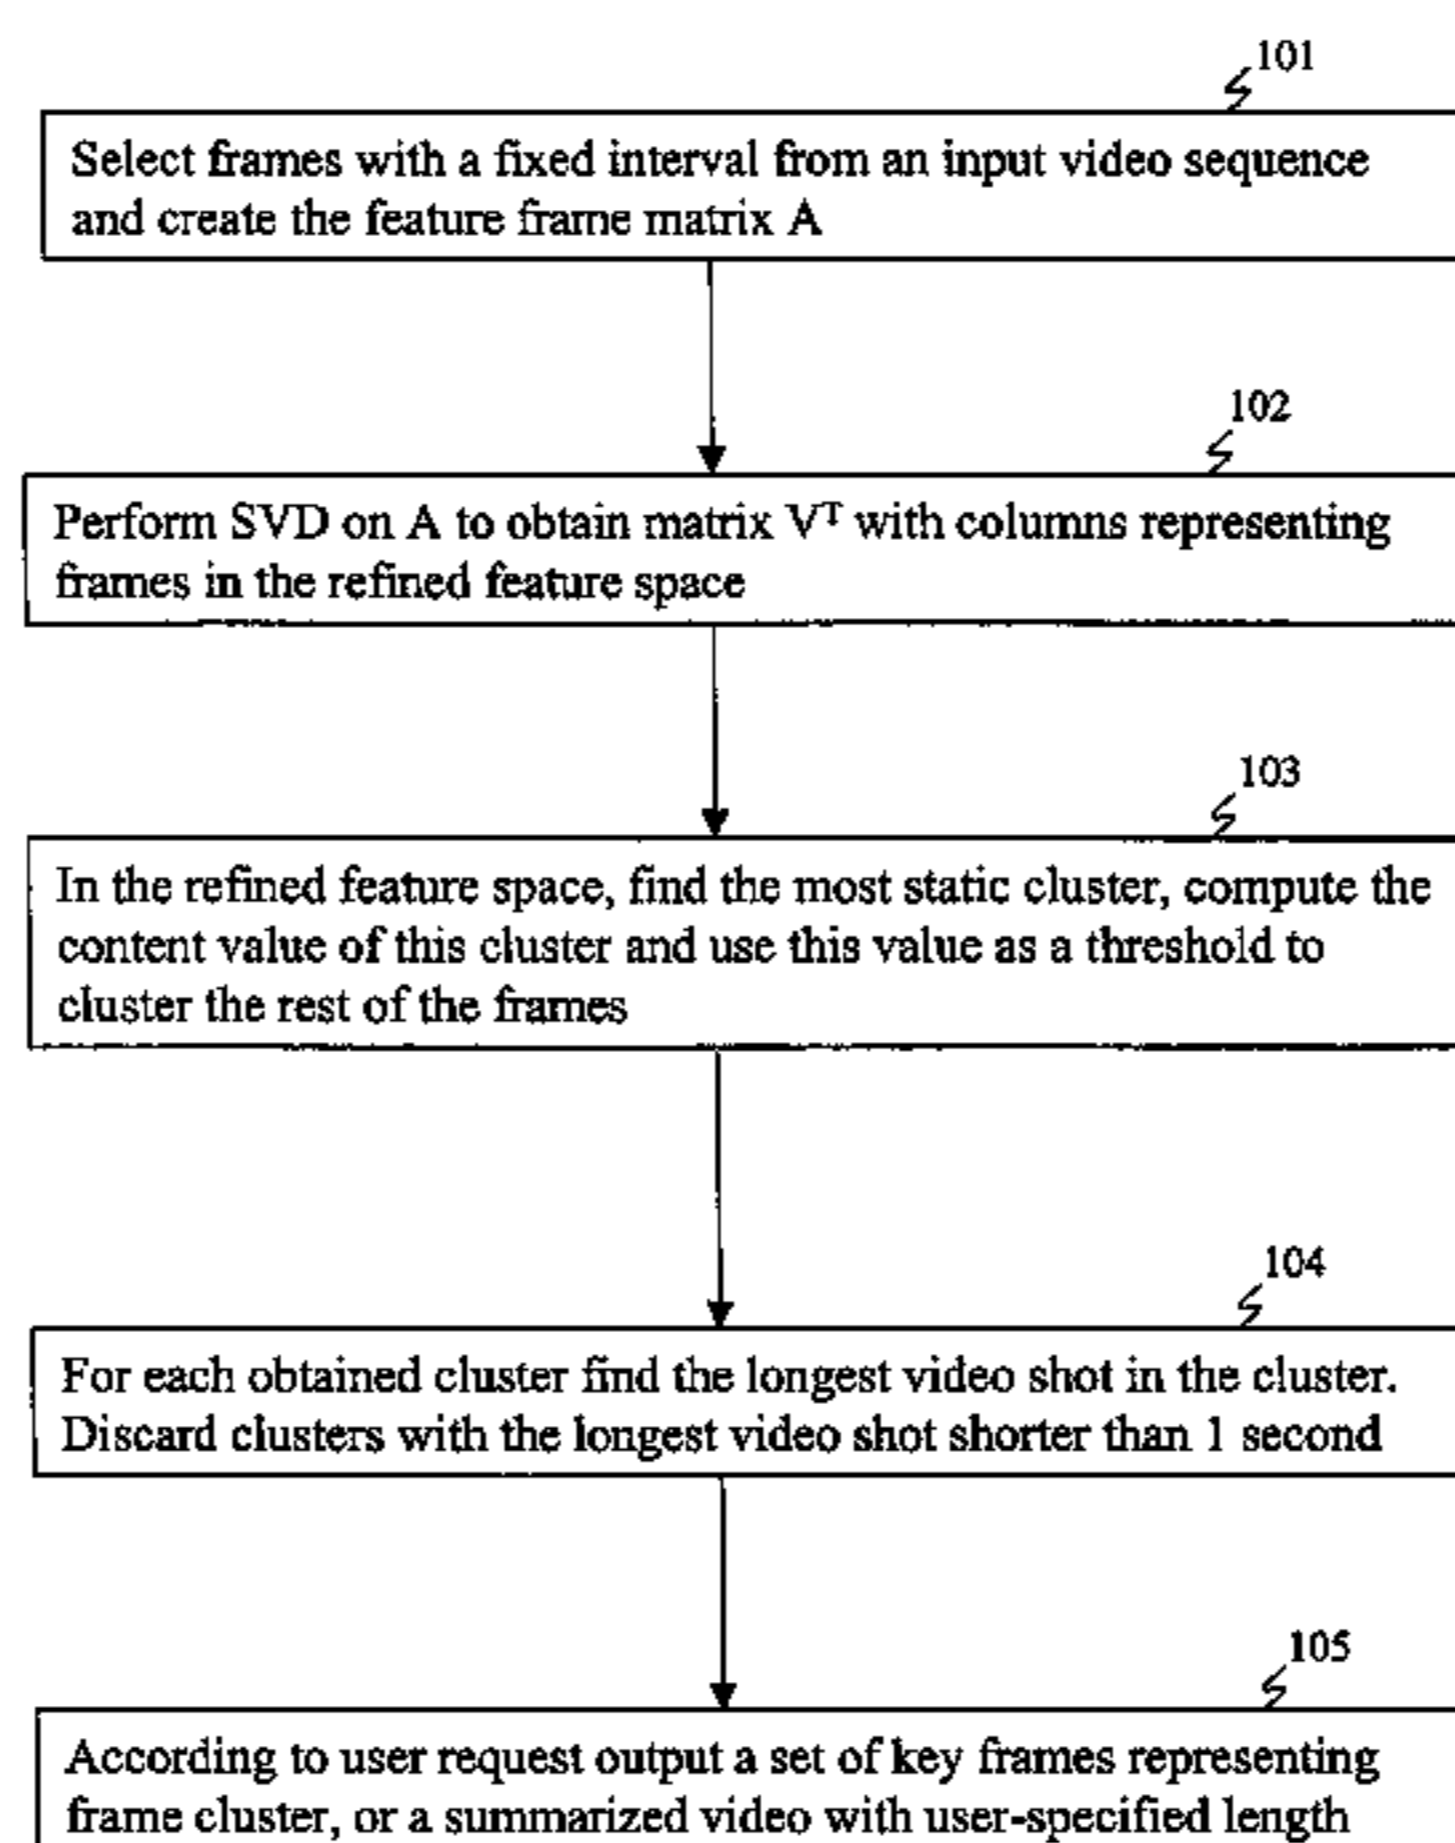 101
Select frames with a fixed interval from an input video sequence
and create the feature frame matrix A
102
Perform SVD on A to obtain matrix Vᵀ with columns representing
frames in the refined feature space
103
In the refined feature space, find the most static cluster, compute the
content value of this cluster and use this value as a threshold to
cluster the rest of the frames
104
For each obtained cluster find the longest video shot in the cluster.
Discard clusters with the longest video shot shorter than 1 second
105
According to user request output a set of key frames representing
frame cluster, or a summarized video with user-specified length